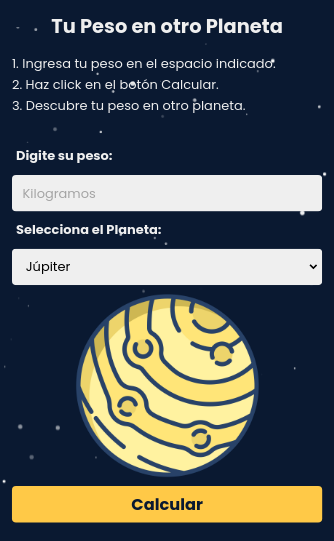 Tu Peso en otro Planeta
1. Ingresa tu peso en el espacio indicado.
2. Haz click en el botón Calcular.
3. Descubre tu peso en otro planeta.
Digite su peso:
Kilogramos
Selecciona el Planeta:
Júpiter
Calcular